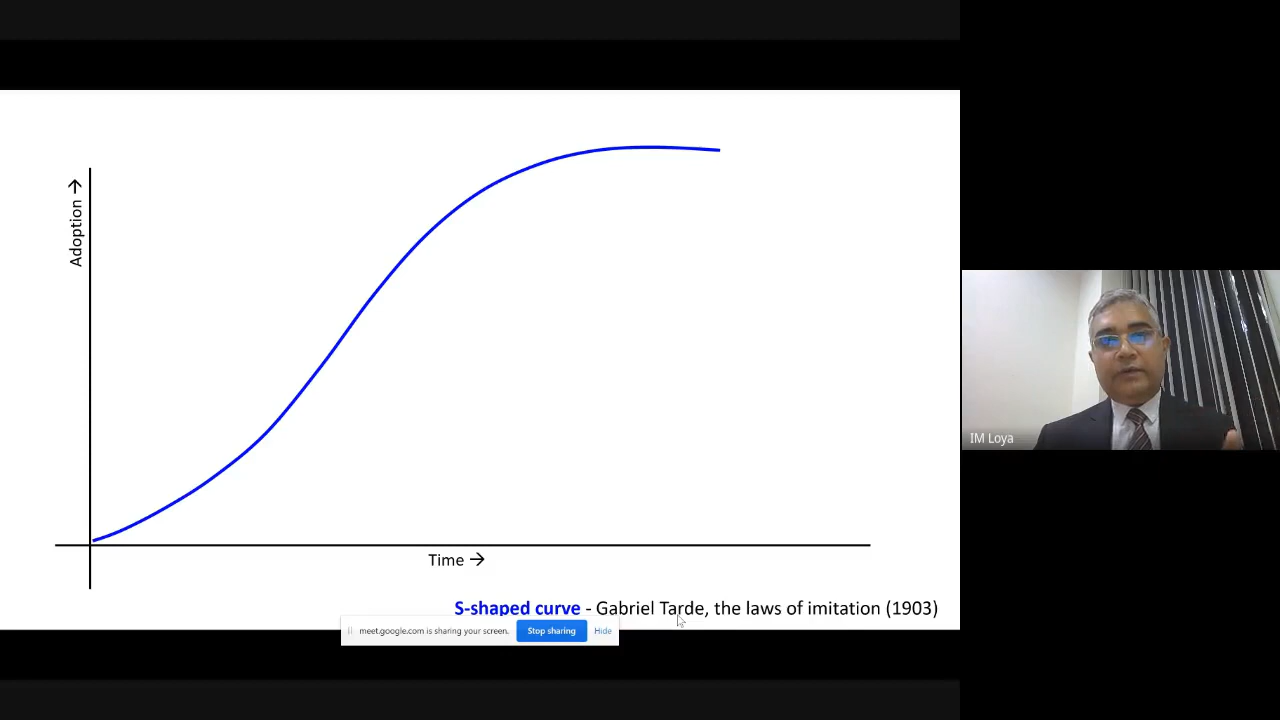 Adoption →
Time →
S-shaped curve - Gabriel Tarde, the laws of imitation (1903)
meet.google.com is sharing your screen. Stop sharing Hide
IM Loya